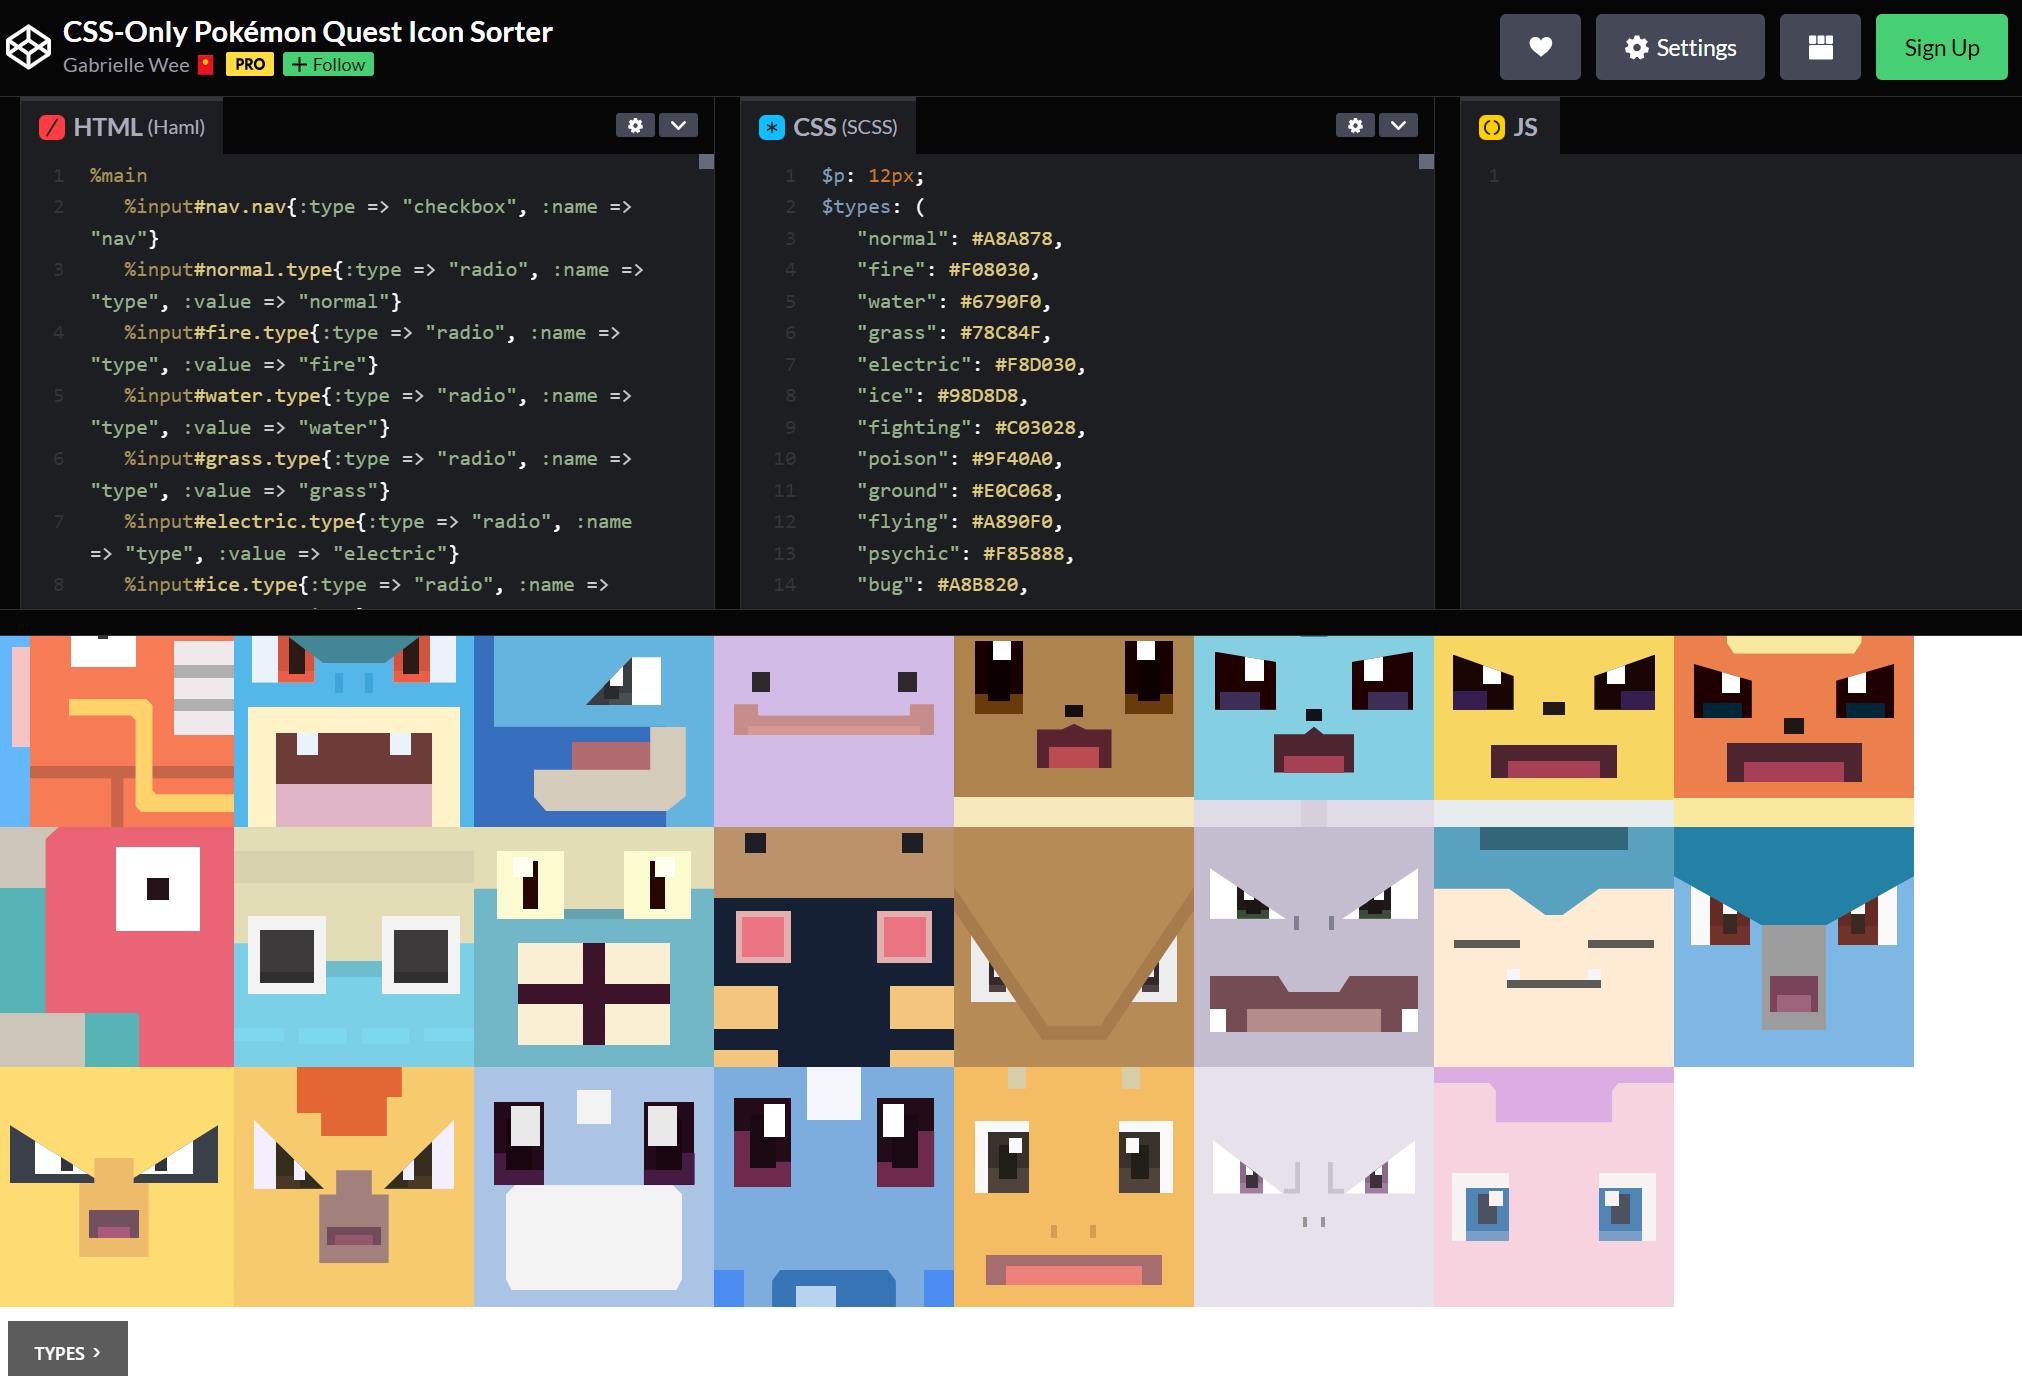 CSS-Only Pokémon Quest Icon Sorter
Gabrielle Wee PRO + Follow
Settings
Sign Up
HTML (Haml)
1 %main
2 %input#nav.nav{:type => "checkbox", :name =>
"nav"}
3 %input#normal.type{:type => "radio", :name =>
"type", :value => "normal"}
4 %input#fire.type{:type => "radio", :name =>
"type", :value => "fire"}
5 %input#water.type{:type => "radio", :name =>
"type", :value => "water"}
6 %input#grass.type{:type => "radio", :name =>
"type", :value => "grass"}
7 %input#electric.type{:type => "radio", :name
=> "type", :value => "electric"}
8 %input#ice.type{:type => "radio", :name =>
CSS (SCSS)
1 $p: 12px;
2 $types: (
3 "normal": #A8A878,
4 "fire": #F08030,
5 "water": #6790F0,
6 "grass": #78C84F,
7 "electric": #F8D030,
8 "ice": #98D8D8,
9 "fighting": #C03028,
10 "poison": #9F40A0,
11 "ground": #E0C068,
12 "flying": #A890F0,
13 "psychic": #F85888,
14 "bug": #A8B820,
JS
1
TYPES ›